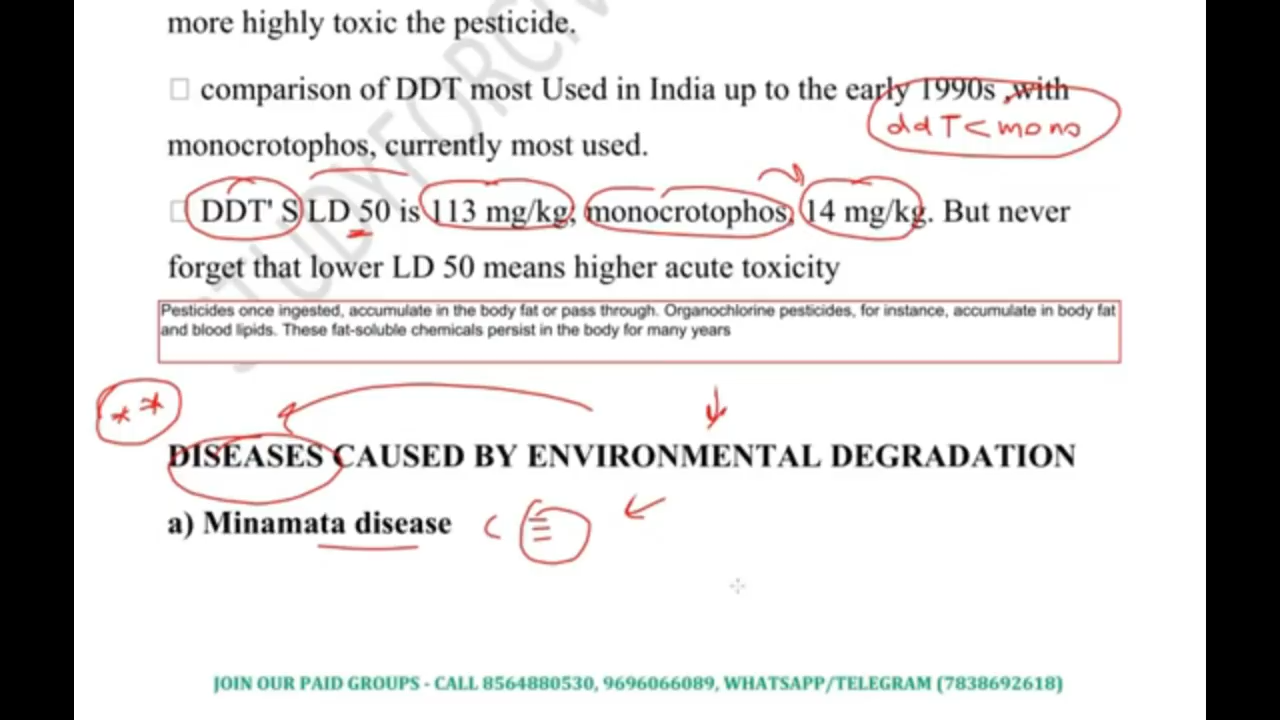 more highly toxic the pesticide.
comparison of DDT most Used in India up to the early 1990s ,with
ddT < mono
monocrotophos, currently most used.
DDT' S LD 50 is 113 mg/kg; monocrotophos, 14 mg/kg. But never
forget that lower LD 50 means higher acute toxicity
Pesticides once ingested, accumulate in the body fat or pass through. Organochlorine pesticides, for instance, accumulate in body fat
and blood lipids. These fat-soluble chemicals persist in the body for many years
DISEASES CAUSED BY ENVIRONMENTAL DEGRADATION
a) Minamata disease
JOIN OUR PAID GROUPS - CALL 8564880530, 9696066089, WHATSAPP/TELEGRAM (7838692618)